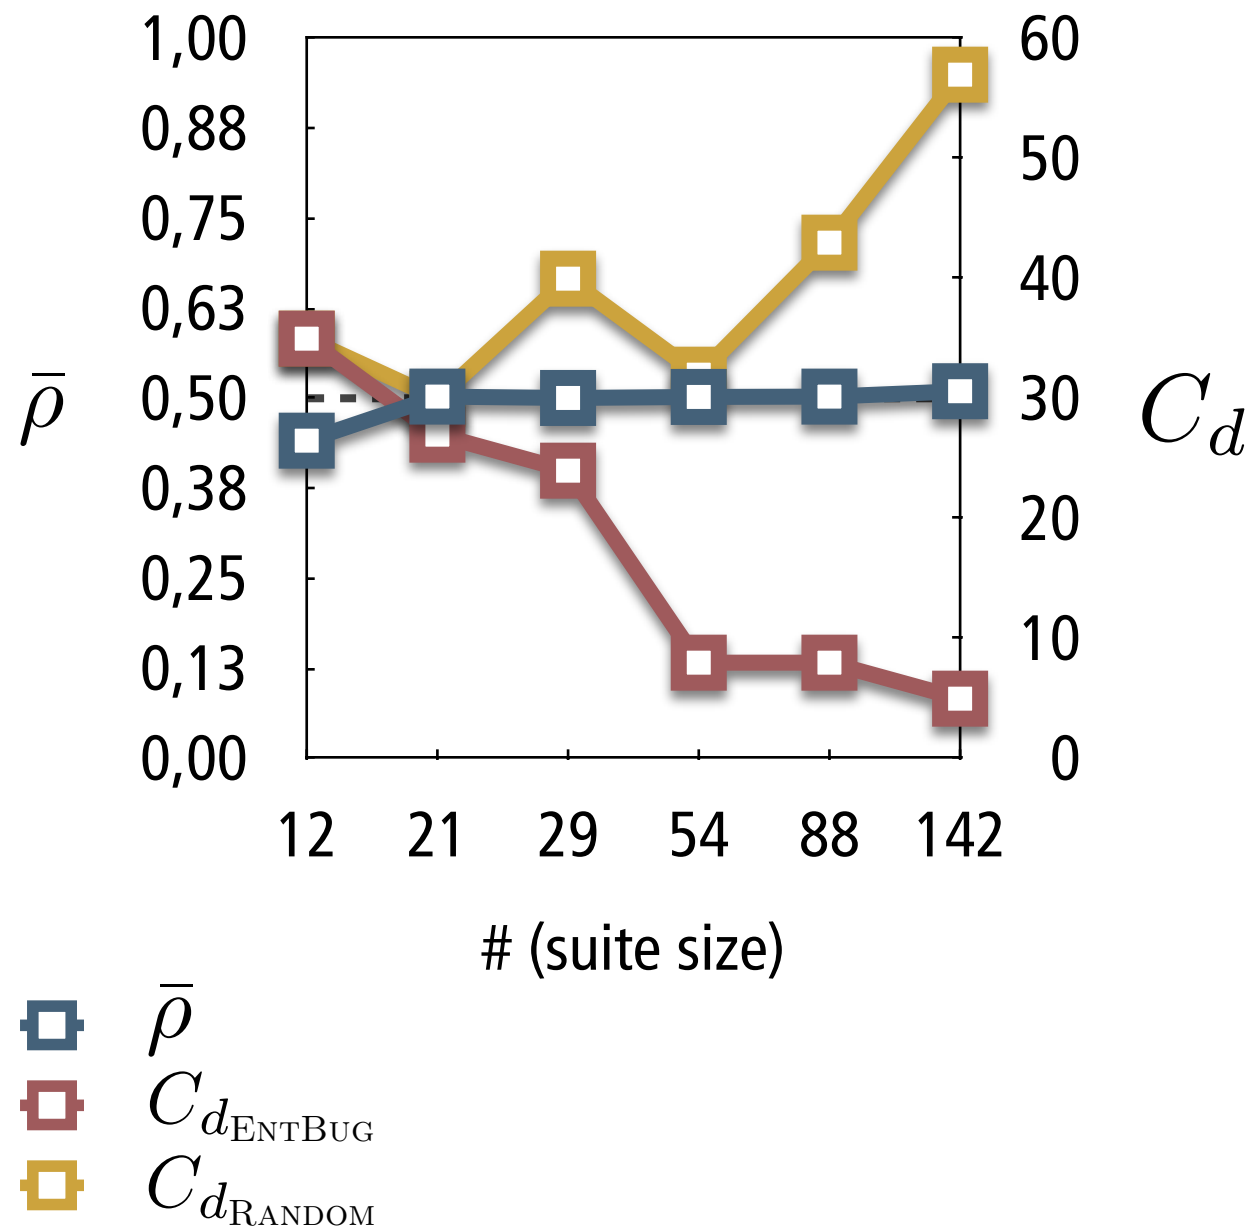 1,00
0,88
0,75
0,63
0,50
0,38
0,25
0,13
0,00
ρ̄
60
50
40
30
20
10
0
C_d
12 21 29 54 88 142
# (suite size)
ρ̄
C_{d_{ENTBUG}}
C_{d_{RANDOM}}